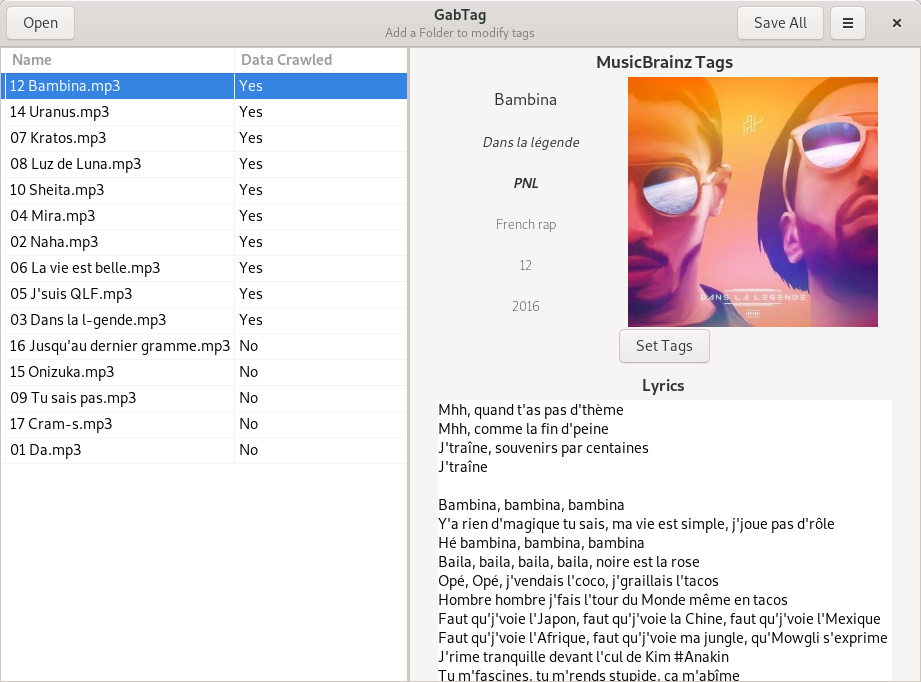 Open
GabTag
Add a Folder to modify tags
Save All
Name Data Crawled
12 Bambina.mp3 Yes
14 Uranus.mp3 Yes
07 Kratos.mp3 Yes
08 Luz de Luna.mp3 Yes
10 Sheita.mp3 Yes
04 Mira.mp3 Yes
02 Naha.mp3 Yes
06 La vie est belle.mp3 Yes
05 J'suis QLF.mp3 Yes
03 Dans la l-gende.mp3 Yes
16 Jusqu'au dernier gramme.mp3 No
15 Onizuka.mp3 No
09 Tu sais pas.mp3 No
17 Cram-s.mp3 No
01 Da.mp3 No
MusicBrainz Tags
Bambina
Dans la légende
PNL
French rap
12
2016
DANS LA LEGENDE
Set Tags
Lyrics
Mhh, quand t'as pas d'thème
Mhh, comme la fin d'peine
J'traîne, souvenirs par centaines
J'traîne
Bambina, bambina, bambina
Y'a rien d'magique tu sais, ma vie est simple, j'joue pas d'rôle
Hé bambina, bambina, bambina
Baila, baila, baila, baila, noire est la rose
Opé, Opé, j'vendais l'coco, j'graillais l'tacos
Hombre hombre j'fais l'tour du Monde même en tacos
Faut qu'j'voie l'Japon, faut qu'j'voie la Chine, faut qu'j'voie l'Mexique
Faut qu'j'voie l'Afrique, faut qu'j'voie ma jungle, qu'Mowgli s'exprime
J'rime tranquille devant l'cul de Kim #Anakin
Tu m'fascines, tu m'rends stupide, ça m'abîme